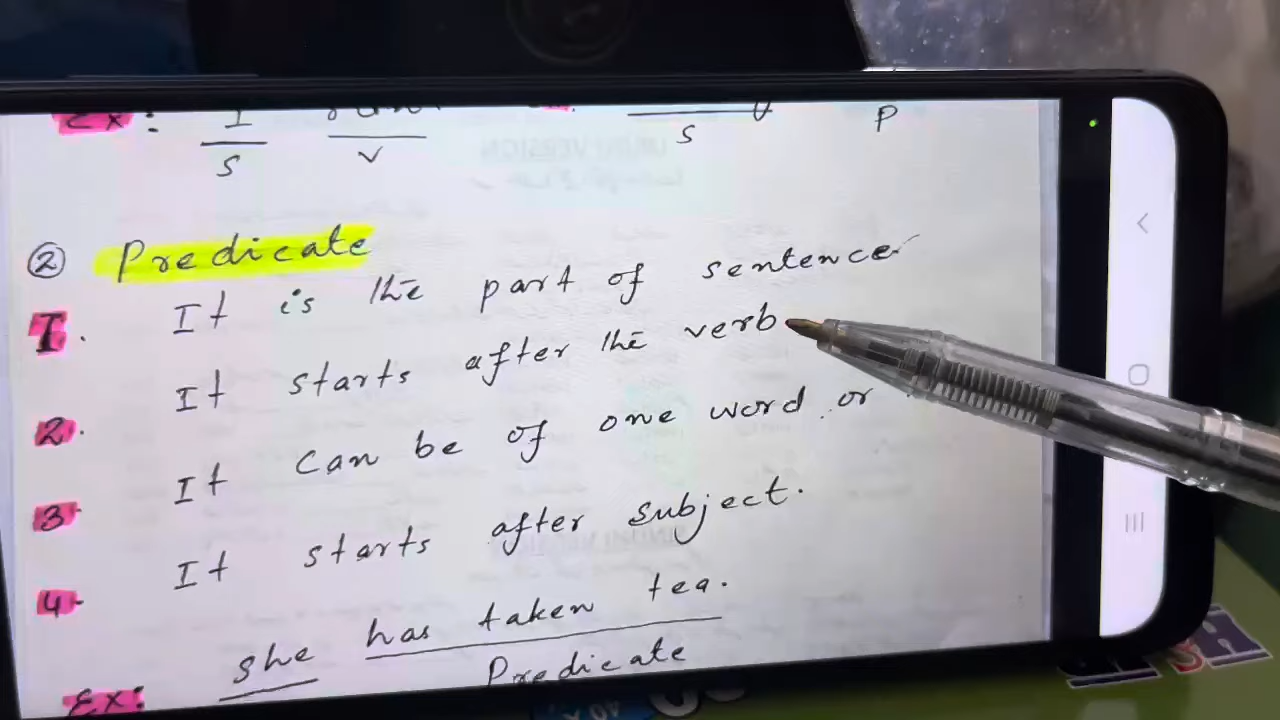 Ex: I
S V S P
② Predicate
1. It is the part of sentence
2. It starts after the verb
3. It can be of one word or
4. It starts after subject.
Ex: she has taken tea.
Predicate